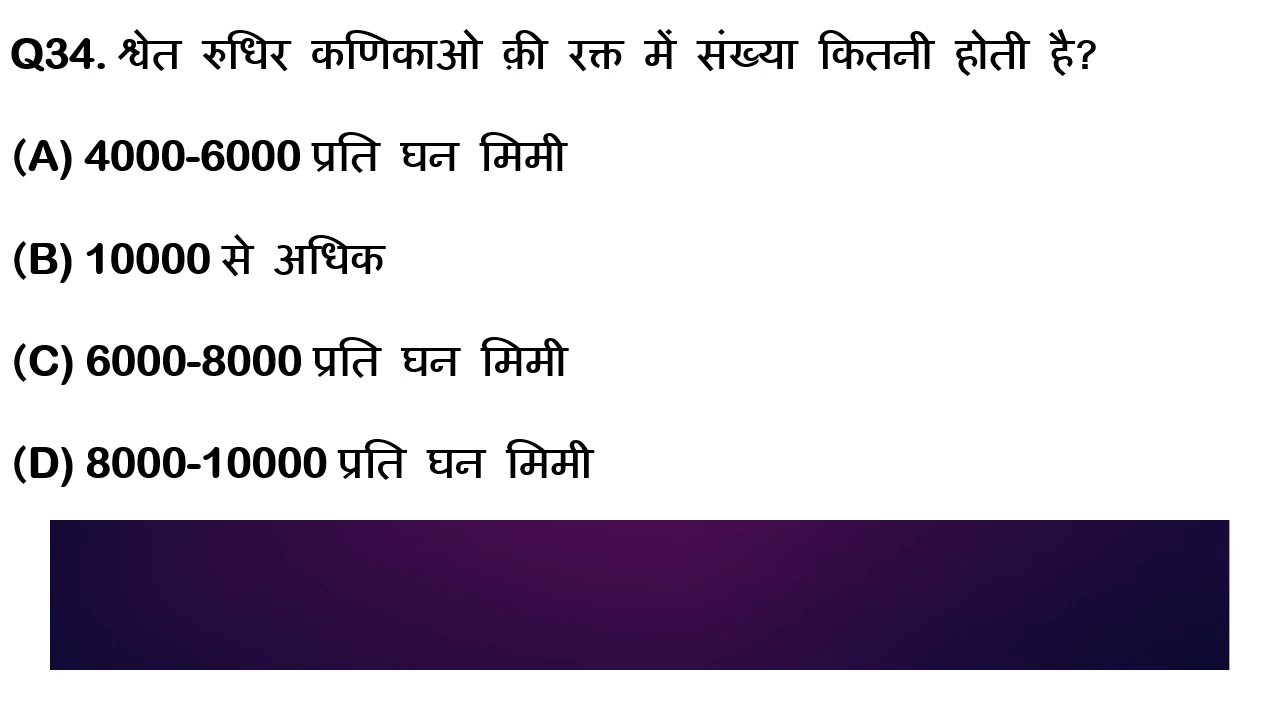 Q34. श्वेत रुधिर कणिकाओ क़ी रक्त में संख्या कितनी होती है?
(A) 4000-6000 प्रति घन मिमी
(B) 10000 से अधिक
(C) 6000-8000 प्रति घन मिमी
(D) 8000-10000 प्रति घन मिमी